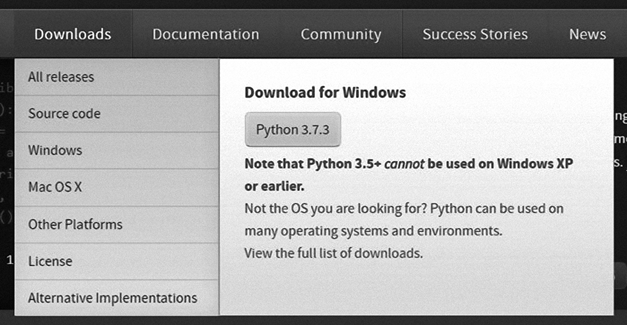 Downloads Documentation Community Success Stories News
All releases
Source code
Windows
Mac OS X
Other Platforms
License
Alternative Implementations
Download for Windows
Python 3.7.3
Note that Python 3.5+ cannot be used on Windows XP
or earlier.
Not the OS you are looking for? Python can be used on
many operating systems and environments.
View the full list of downloads.
1